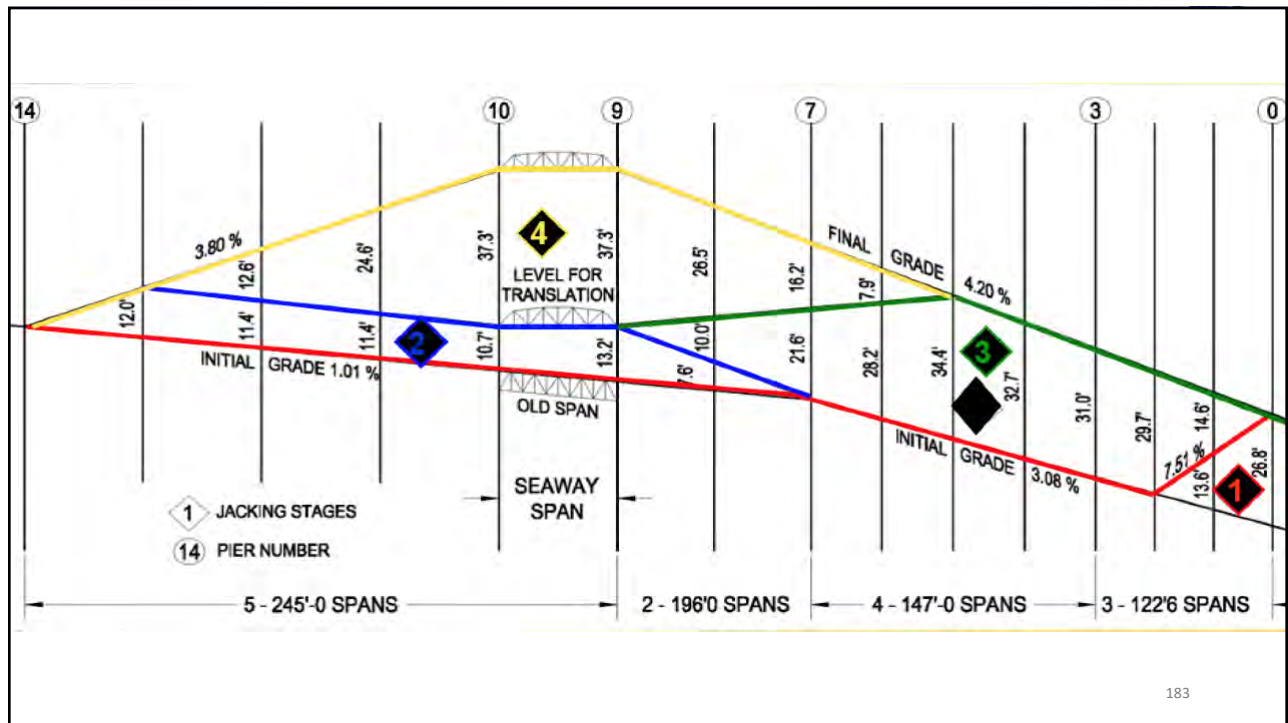 14
10
9
7
3
0
3.80 %
12.0'
12.6'
11.4'
24.6'
11.4'
37.3'
10.7'
4
LEVEL FOR
TRANSLATION
37.3'
13.2'
26.5'
10.0'
7.6'
16.2'
21.6'
7.9'
28.2'
34.4'
32.7'
31.0'
29.7'
14.6'
13.6'
26.8'
FINAL GRADE 4.20 %
2
3
1
7.51 %
INITIAL GRADE 1.01 %
OLD SPAN
INITIAL GRADE 3.08 %
SEAWAY
SPAN
1 JACKING STAGES
14 PIER NUMBER
5 - 245'-0 SPANS
2 - 196'0 SPANS
4 - 147'-0 SPANS
3 - 122'6 SPANS
183